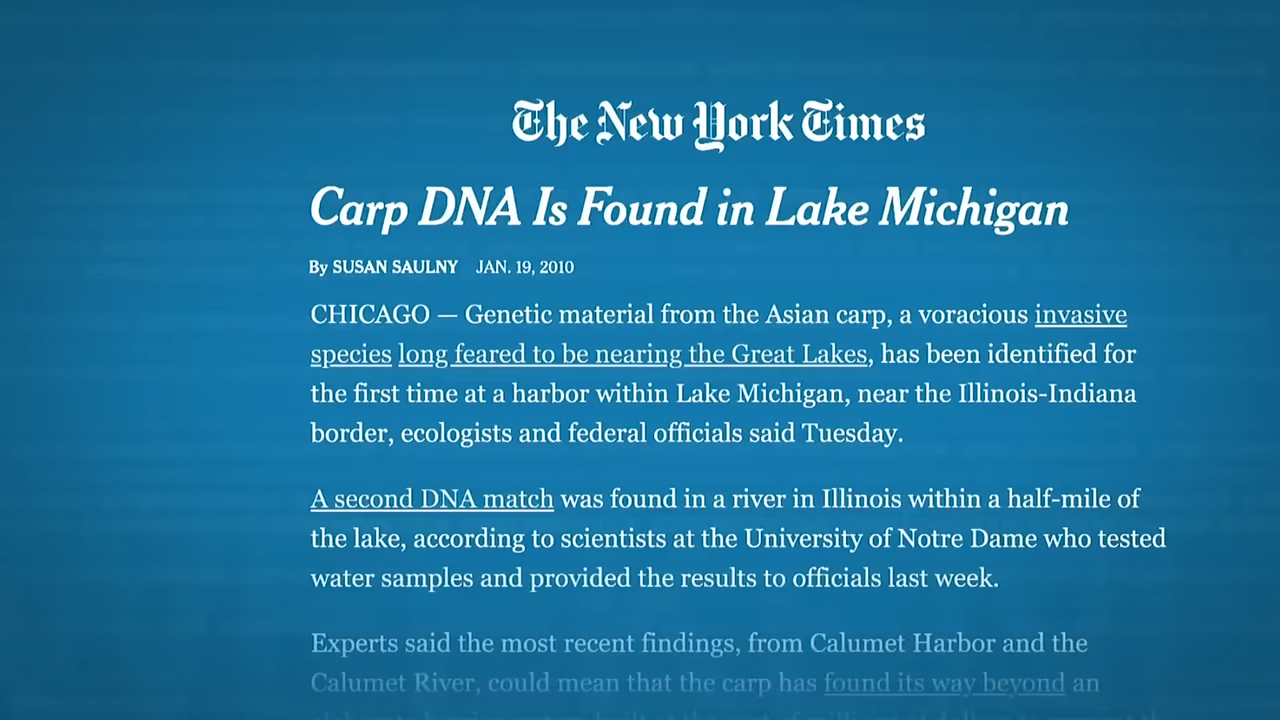 The New York Times
Carp DNA Is Found in Lake Michigan
By SUSAN SAULNY JAN. 19, 2010
CHICAGO — Genetic material from the Asian carp, a voracious invasive
species long feared to be nearing the Great Lakes, has been identified for
the first time at a harbor within Lake Michigan, near the Illinois-Indiana
border, ecologists and federal officials said Tuesday.
A second DNA match was found in a river in Illinois within a half-mile of
the lake, according to scientists at the University of Notre Dame who tested
water samples and provided the results to officials last week.
Experts said the most recent findings, from Calumet Harbor and the
Calumet River, could mean that the carp has found its way beyond an